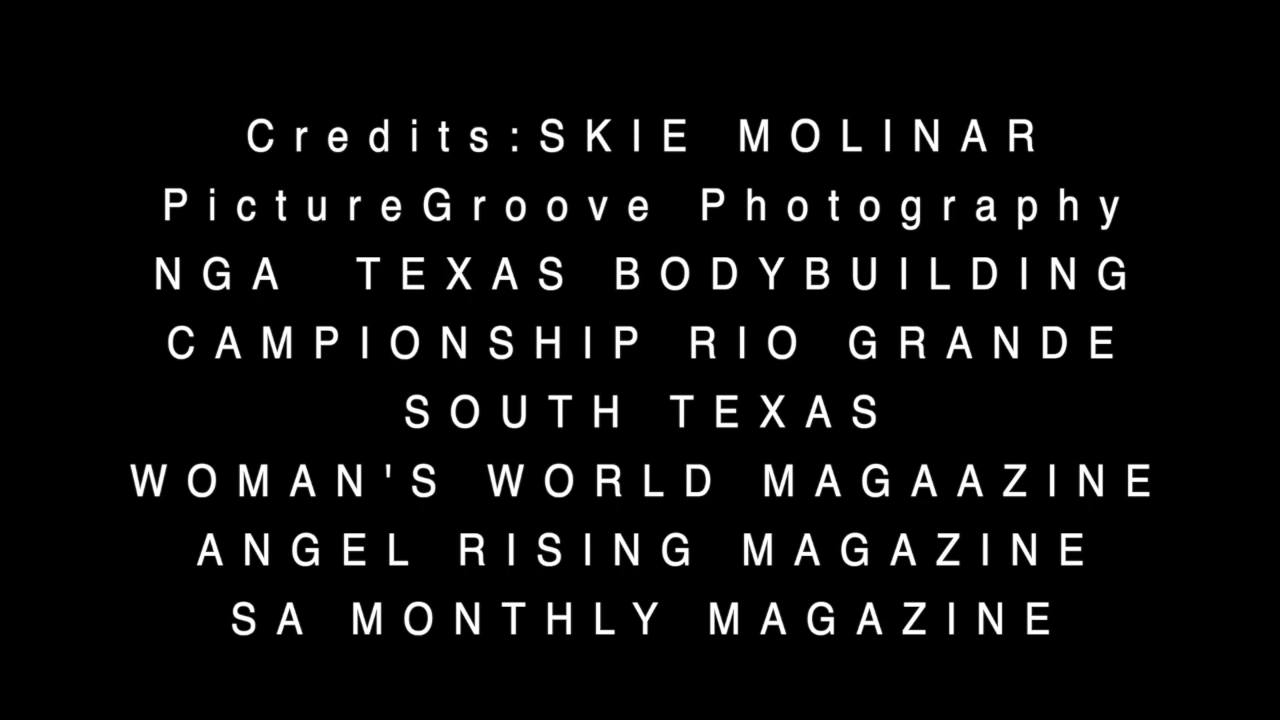 Credits:SKIE MOLINAR
PictureGroove Photography
NGA  TEXAS BODYBUILDING
CAMPIONSHIP RIO GRANDE
SOUTH TEXAS
WOMAN'S WORLD MAGAAZINE
ANGEL RISING MAGAZINE
SA MONTHLY MAGAZINE